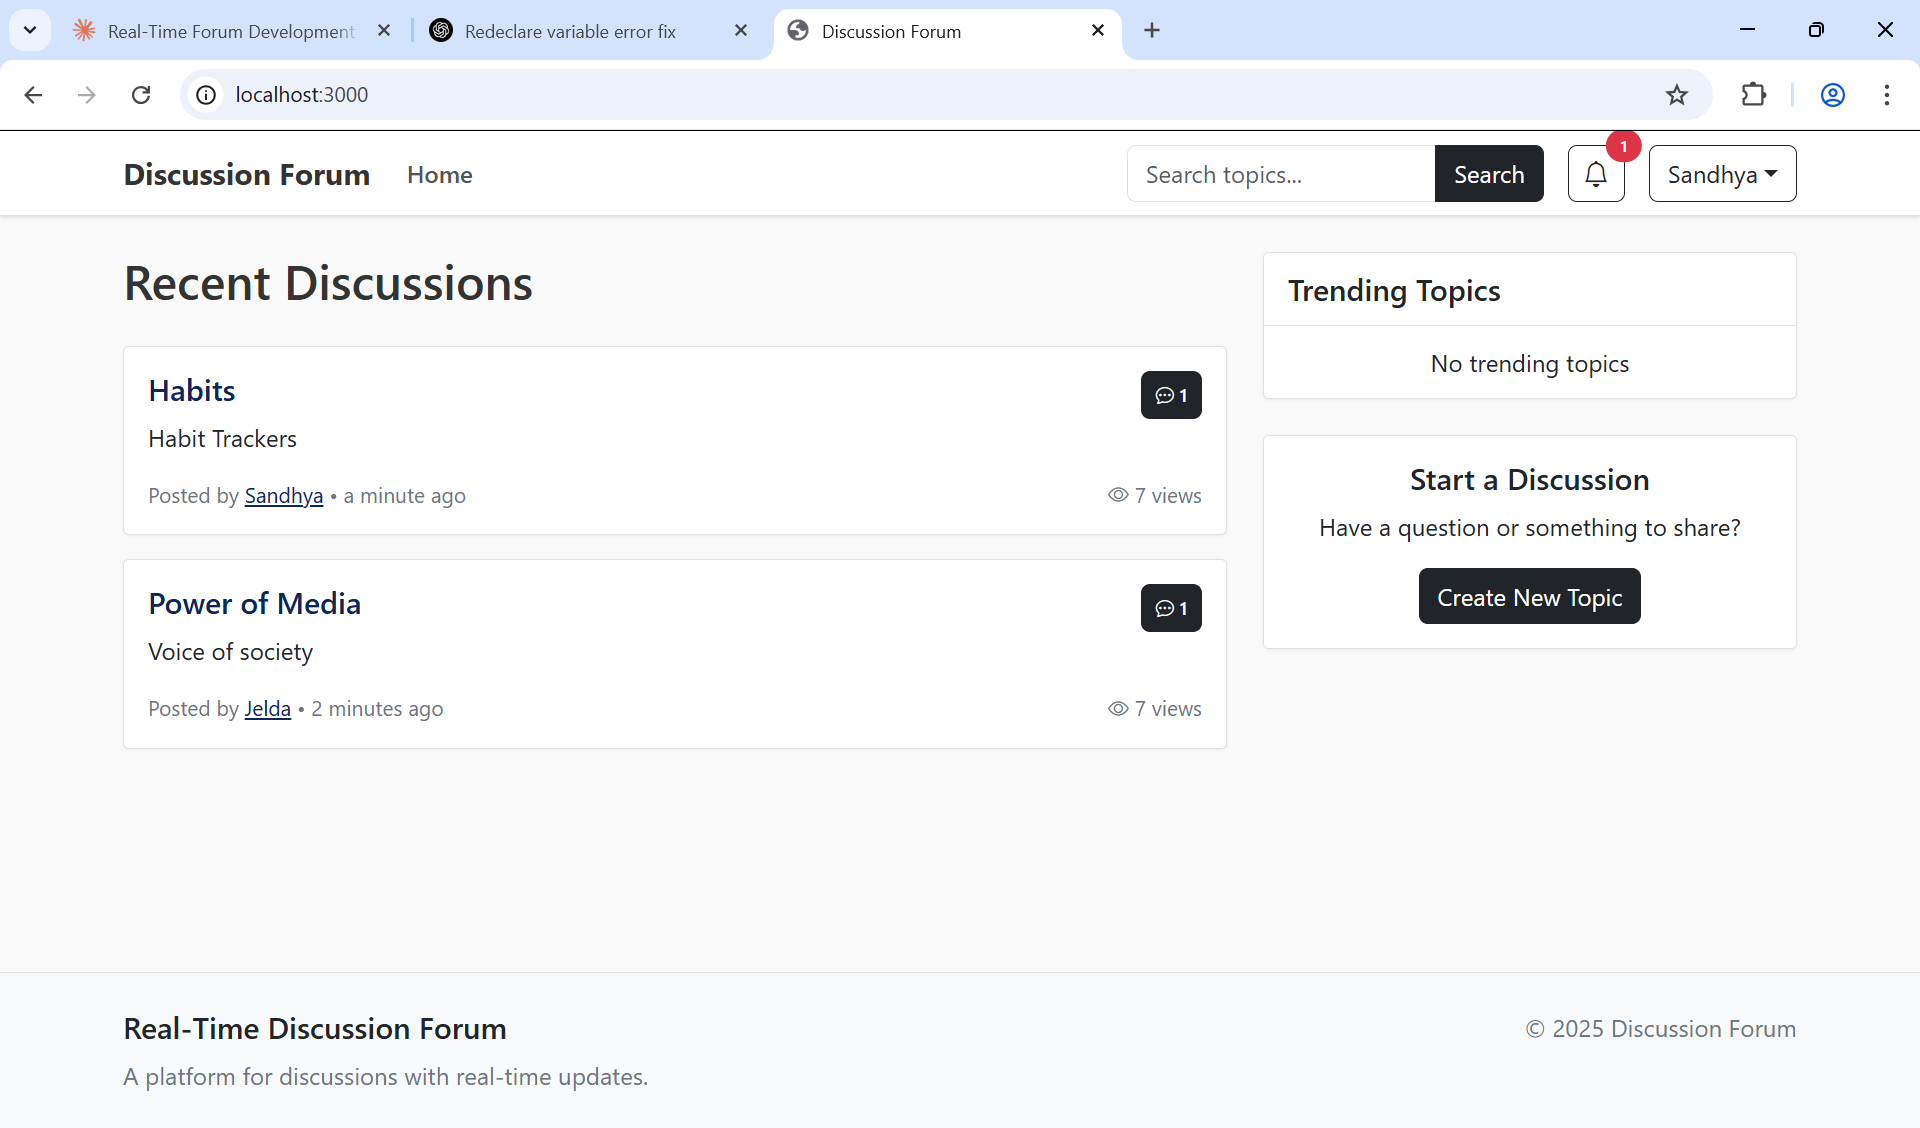 Real-Time Forum Development
Redeclare variable error fix
Discussion Forum
localhost:3000
Discussion Forum
Home
Search topics...
Search
1
Sandhya
Recent Discussions
Habits
1
Habit Trackers
Posted by Sandhya • a minute ago
7 views
Power of Media
1
Voice of society
Posted by Jelda • 2 minutes ago
7 views
Trending Topics
No trending topics
Start a Discussion
Have a question or something to share?
Create New Topic
Real-Time Discussion Forum
A platform for discussions with real-time updates.
© 2025 Discussion Forum